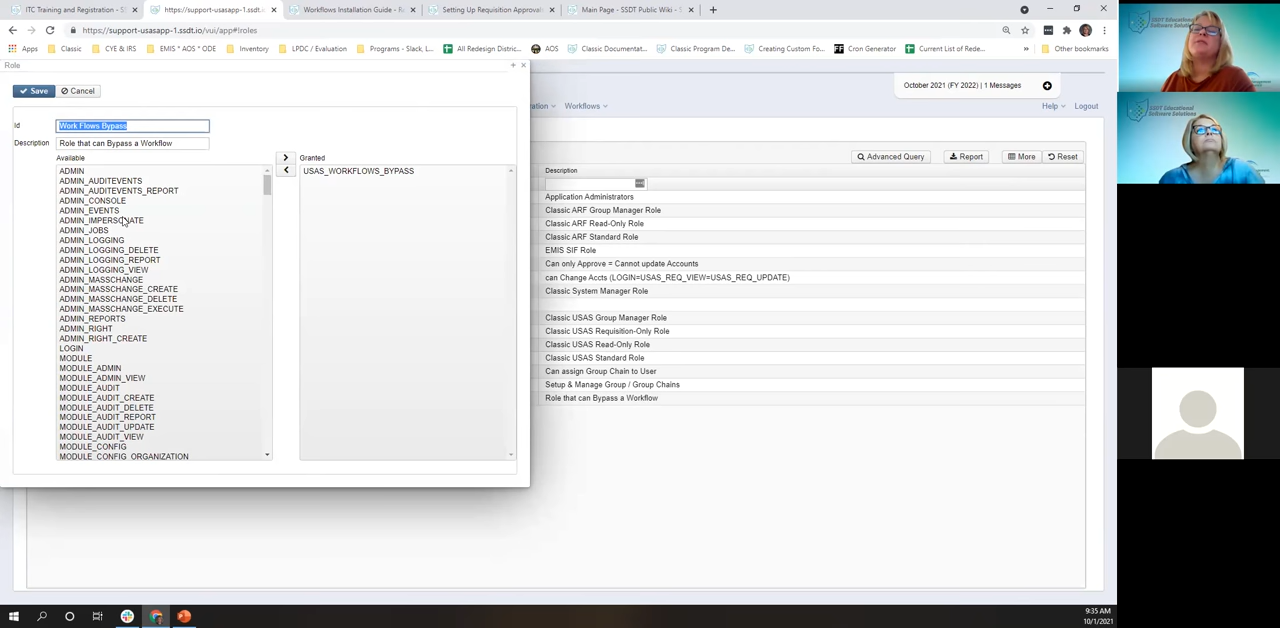 ITC Training and Registration - S
https://support-usasapp-1.ssdt.io
Workflows Installation Guide - Re
Setting Up Requisition Approvals
Main Page - SSDT Public Wiki - S
https://support-usasapp-1.ssdt.io/vui/app#!roles
Apps
Classic
CYE & IRS
EMIS * AOS * ODE
Inventory
LPDC / Evaluation
Programs - Slack,
All Redesign Distri...
AOS
Classic Documentat...
Classic Program De...
Creating Custom Fo...
Cron Generator
Current List of Rede...
Other bookmarks
October 2021 (FY 2022) | 1 Messages
Workflows
Help
Logout
Role
Save
Cancel
Id
Work Flows Bypass
Description
Role that can Bypass a Workflow
Available
ADMIN
ADMIN_AUDITEVENTS
ADMIN_AUDITEVENTS_REPORT
ADMIN_CONSOLE
ADMIN_EVENTS
ADMIN_IMPERSONATE
ADMIN_JOBS
ADMIN_LOGGING
ADMIN_LOGGING_DELETE
ADMIN_LOGGING_REPORT
ADMIN_LOGGING_VIEW
ADMIN_MASSCHANGE
ADMIN_MASSCHANGE_CREATE
ADMIN_MASSCHANGE_DELETE
ADMIN_MASSCHANGE_EXECUTE
ADMIN_REPORTS
ADMIN_RIGHT
ADMIN_RIGHT_CREATE
LOGIN
MODULE
MODULE_ADMIN
MODULE_ADMIN_VIEW
MODULE_AUDIT
MODULE_AUDIT_CREATE
MODULE_AUDIT_DELETE
MODULE_AUDIT_REPORT
MODULE_AUDIT_UPDATE
MODULE_AUDIT_VIEW
MODULE_CONFIG
MODULE_CONFIG_ORGANIZATION
Granted
USAS_WORKFLOWS_BYPASS
Advanced Query
Report
More
Reset
Description
Application Administrators
Classic ARF Group Manager Role
Classic ARF Read-Only Role
Classic ARF Standard Role
EMIS SIF Role
Can only Approve = Cannot update Accounts
can Change Accts (LOGIN=USAS_REQ_VIEW=USAS_REQ_UPDATE)
Classic System Manager Role
Classic USAS Group Manager Role
Classic USAS Requisition-Only Role
Classic USAS Read-Only Role
Classic USAS Standard Role
Can assign Group Chain to User
Setup & Manage Group / Group Chains
Role that can Bypass a Workflow
9:35 AM
10/1/2021